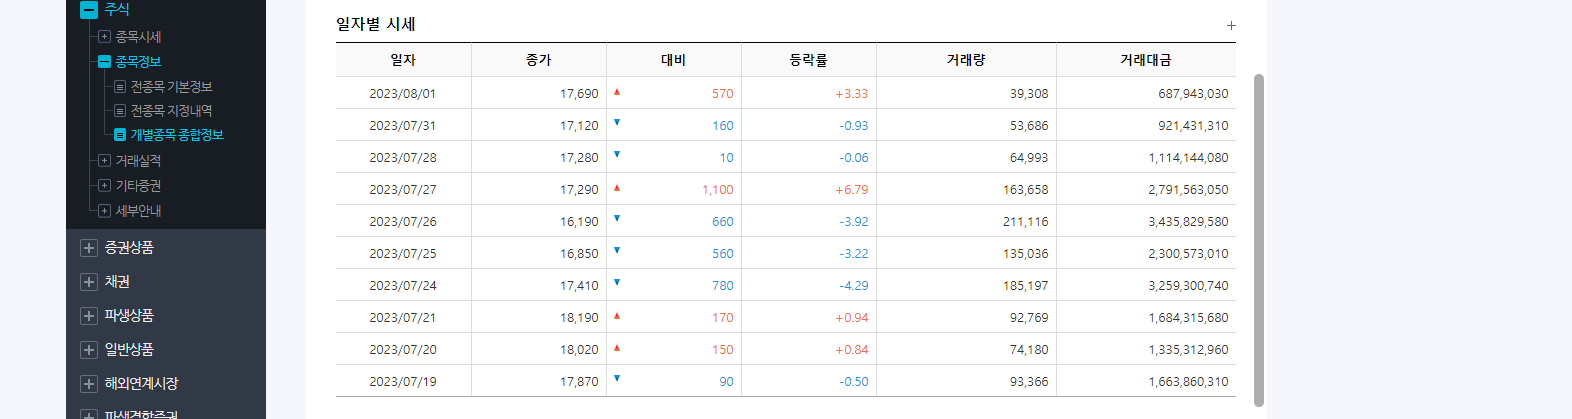 주식
종목시세
종목정보
전종목 기본정보
전종목 지정내역
개별종목 종합정보
거래실적
기타증권
세부안내
증권상품
채권
파생상품
일반상품
해외연계시장
파생결합증권
일자별 시세
일자 종가 대비 등락률 거래량 거래대금
2023/08/01 17,690 ▲ 570 +3.33 39,308 687,943,030
2023/07/31 17,120 ▼ 160 -0.93 53,686 921,431,310
2023/07/28 17,280 ▼ 10 -0.06 64,993 1,114,144,080
2023/07/27 17,290 ▲ 1,100 +6.79 163,658 2,791,563,050
2023/07/26 16,190 ▼ 660 -3.92 211,116 3,435,829,580
2023/07/25 16,850 ▼ 560 -3.22 135,036 2,300,573,010
2023/07/24 17,410 ▼ 780 -4.29 185,197 3,259,300,740
2023/07/21 18,190 ▲ 170 +0.94 92,769 1,684,315,680
2023/07/20 18,020 ▲ 150 +0.84 74,180 1,335,312,960
2023/07/19 17,870 ▼ 90 -0.50 93,366 1,663,860,310